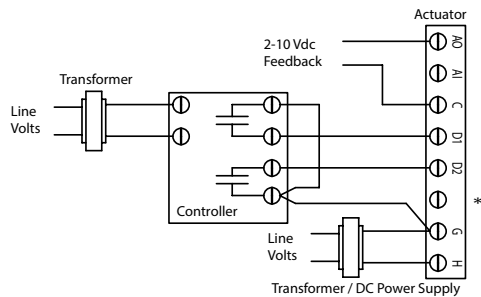 Actuator
2-10 Vdc
Feedback
Transformer
Line
Volts
Controller
AO
AI
C
D1
D2
*
G
H
Line
Volts
Transformer / DC Power Supply